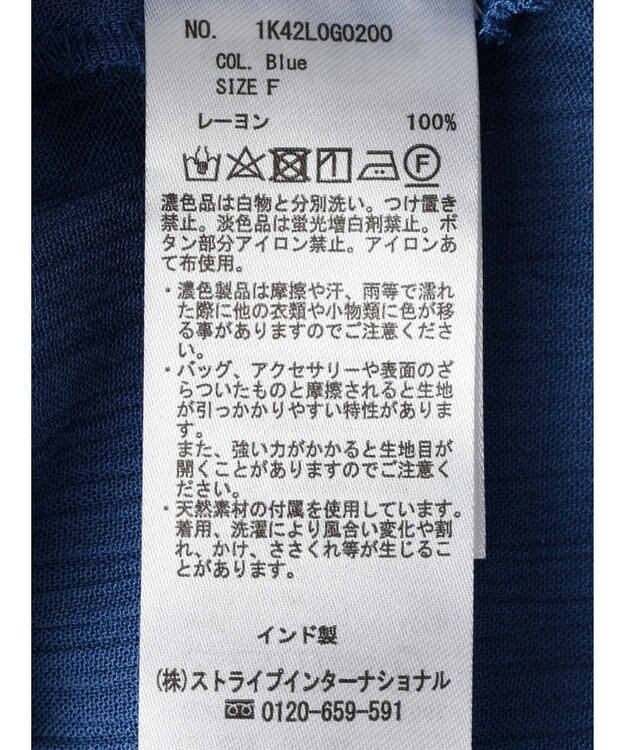 NO. 1K42L0G0200
COL. Blue
SIZE F
レーヨン 100%
F
濃色品は白物と分別洗い。つけ置き
禁止。淡色品は蛍光増白剤禁止。ボ
タン部分アイロン禁止。アイロンあ
て布使用。
・濃色製品は摩擦や汗、雨等で濡れ
た際に他の衣類や小物類に色が移
る事がありますのでご注意くださ
い。
・バッグ、アクセサリーや表面のざ
らついたものと摩擦されると生地
が引っかかりやすい特性がありま
す。
また、強い力がかかると生地目が
開くことがありますのでご注意く
ださい。
・天然素材の付属を使用しています。
着用、洗濯により風合い変化や割
れ、かけ、ささくれ等が生じるこ
とがあります。
インド製
(株)ストライプインターナショナル
0120-659-591